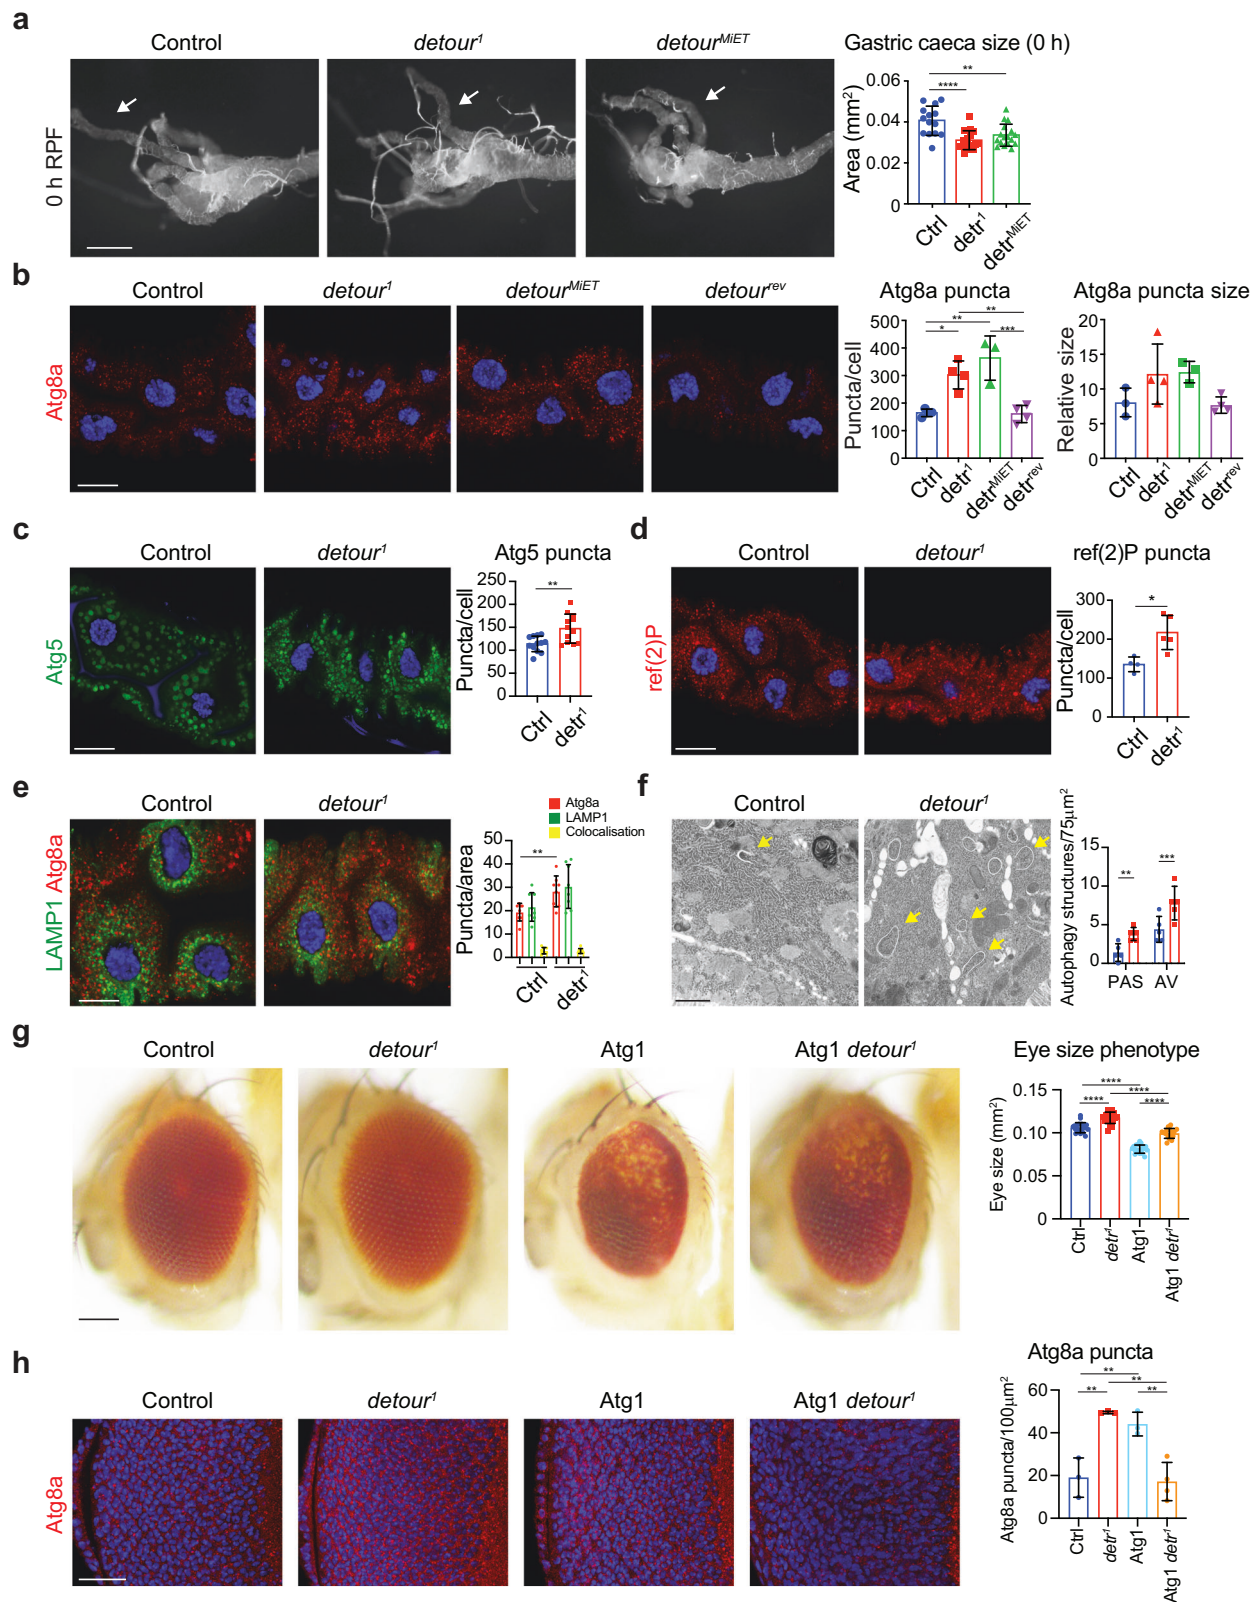 a
Control
detour¹
detourᴹⁱᴱᵀ
Gastric caeca size (0 h)
0 h RPF
Area (mm²)
0.06
0.04
0.02
0
**
****
Ctrl
detr¹
detrᴹⁱᴱᵀ
b
Control
detour¹
detourᴹⁱᴱᵀ
detourʳᵉᵛ
Atg8a puncta
Atg8a puncta size
Atg8a
Puncta/cell
500
400
300
200
100
0
**
**
*
***
Ctrl
detr¹
detrᴹⁱᴱᵀ
detrʳᵉᵛ
Relative size
20
15
10
5
0
Ctrl
detr¹
detrᴹⁱᴱᵀ
detrʳᵉᵛ
c
Control
detour¹
Atg5 puncta
Atg5
Puncta/cell
250
200
150
100
50
0
**
Ctrl
detr¹
d
Control
detour¹
ref(2)P puncta
ref(2)P
Puncta/cell
300
200
100
0
*
Ctrl
detr¹
e
Control
detour¹
LAMP1 Atg8a
Atg8a
LAMP1
Colocalisation
Puncta/area
50
40
30
20
10
0
**
Ctrl
detr¹
f
Control
detour¹
Autophagy structures/75μm²
15
10
5
0
**
***
PAS AV
g
Control
detour¹
Atg1
Atg1 detour¹
Eye size phenotype
Eye size (mm²)
0.15
0.10
0.05
0
****
****
****
****
Ctrl
detr¹
Atg1
Atg1 detr¹
h
Control
detour¹
Atg1
Atg1 detour¹
Atg8a puncta
Atg8a
Atg8a puncta/100μm²
60
40
20
0
**
**
**
**
Ctrl
detr¹
Atg1
Atg1 detr¹